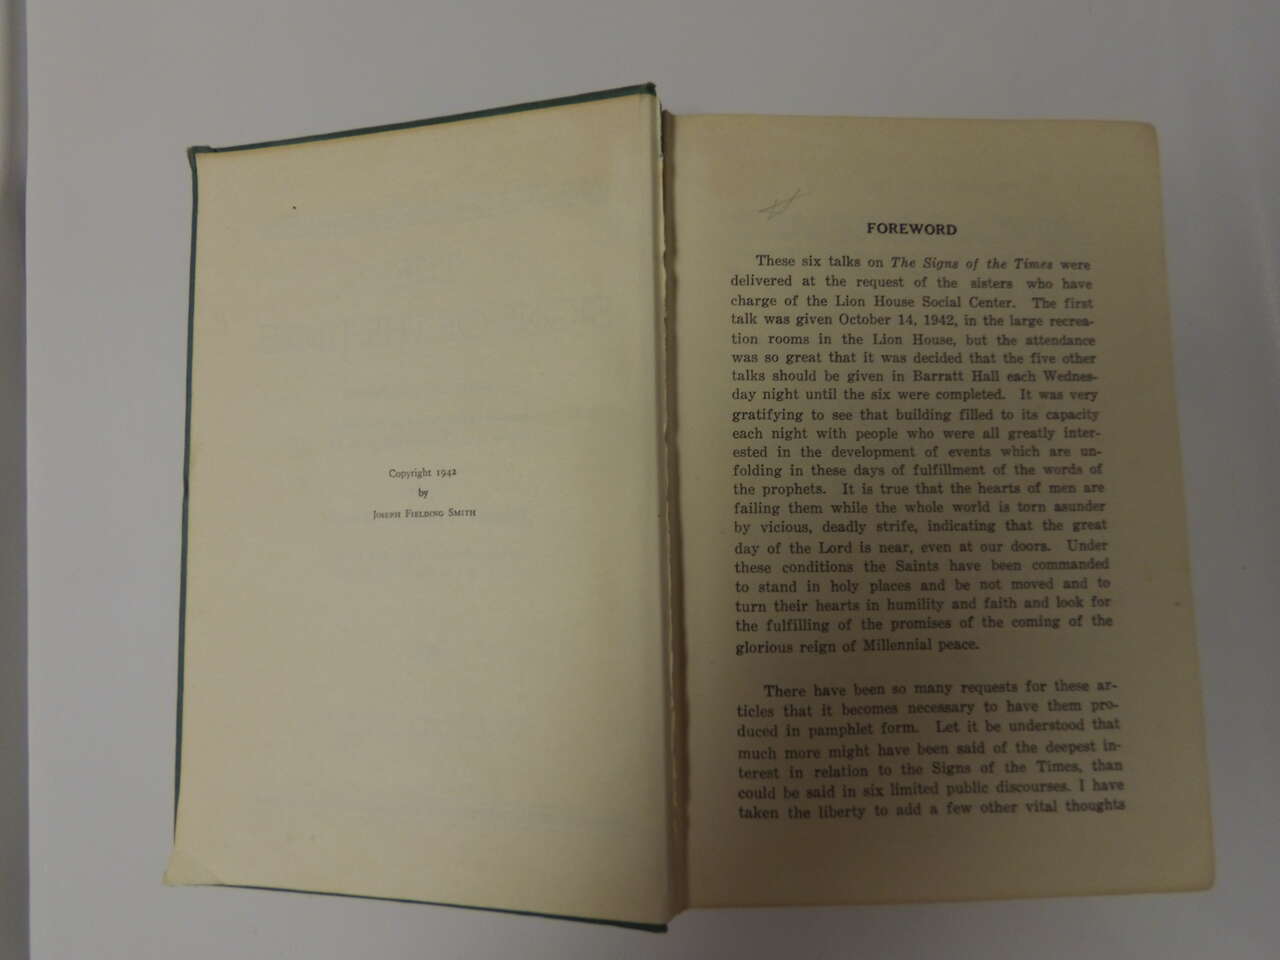 Copyright 1942
by
Joseph Fielding Smith
FOREWORD
These six talks on The Signs of the Times were
delivered at the request of the sisters who have
charge of the Lion House Social Center. The first
talk was given October 14, 1942, in the large recrea-
tion rooms in the Lion House, but the attendance
was so great that it was decided that the five other
talks should be given in Barratt Hall each Wednes-
day night until the six were completed. It was very
gratifying to see that building filled to its capacity
each night with people who were all greatly inter-
ested in the development of events which are un-
folding in these days of fulfillment of the words of
the prophets. It is true that the hearts of men are
failing them while the whole world is torn asunder
by vicious, deadly strife, indicating that the great
day of the Lord is near, even at our doors. Under
these conditions the Saints have been commanded
to stand in holy places and be not moved and to
turn their hearts in humility and faith and look for
the fulfilling of the promises of the coming of the
glorious reign of Millennial peace.
There have been so many requests for these ar-
ticles that it becomes necessary to have them pro-
duced in pamphlet form. Let it be understood that
much more might have been said of the deepest in-
terest in relation to the Signs of the Times, than
could be said in six limited public discourses. I have
taken the liberty to add a few other vital thoughts